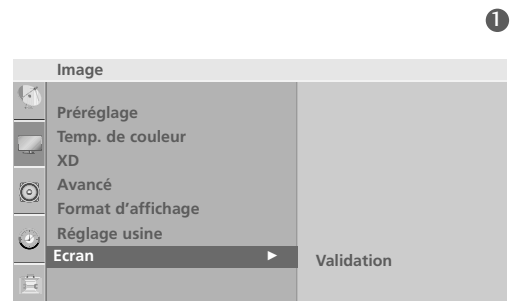 1
Image
Préréglage
Temp. de couleur
XD
Avancé
Format d’affichage
Réglage usine
Ecran ►
Validation